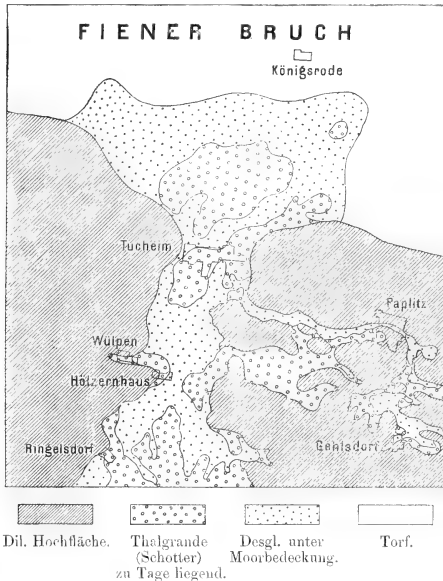 FIENER BRUCH
Königsrode
Tucheim
Paplitz
Wülpen
Hölzernhaus
Ringelsdorf
Gehlsdorf
Dil. Hochfläche.
Thalgrande
(Schotter)
zu Tage liegend.
Desgl. unter
Moorbedeckung.
Torf.